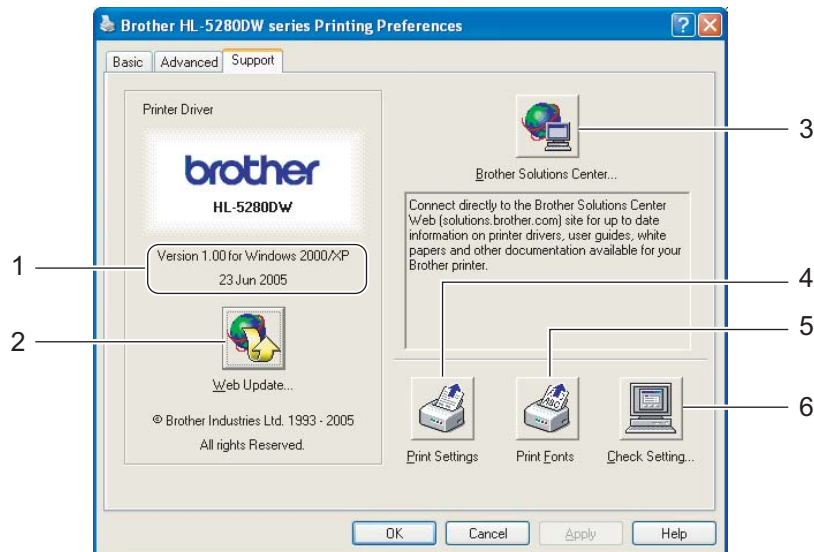 Brother HL-5280DW series Printing Preferences
Basic Advanced Support
Printer Driver
brother
HL-5280DW
Version 1.00 for Windows 2000/XP
23 Jun 2005
Web Update...
© Brother Industries Ltd. 1993 - 2005
All rights Reserved.
Brother Solutions Center...
Connect directly to the Brother Solutions Center
Web (solutions.brother.com) site for up to date
information on printer drivers, user guides, white
papers and other documentation available for your
Brother printer.
Print Settings Print Fonts Check Setting...
OK Cancel Apply Help
1
2
3
4
5
6